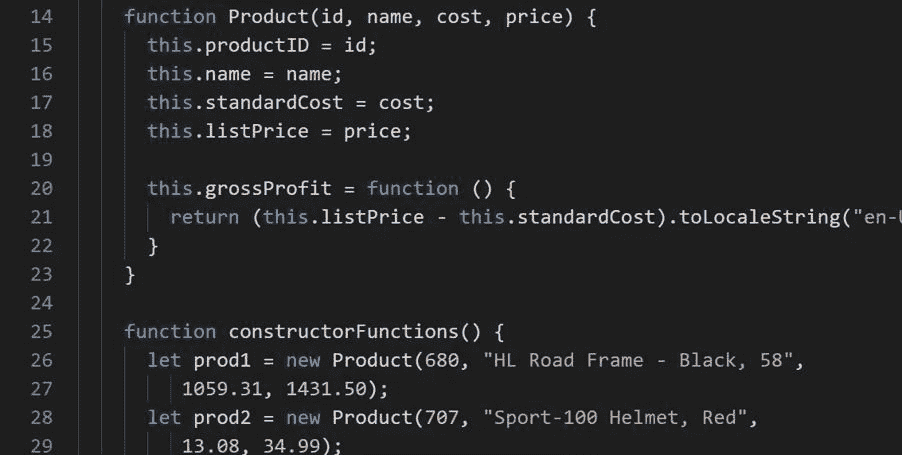 14 function Product(id, name, cost, price) {
15 this.productID = id;
16 this.name = name;
17 this.standardCost = cost;
18 this.listPrice = price;
19
20 this.grossProfit = function () {
21 return (this.listPrice - this.standardCost).toLocaleString("en-
22 }
23 }
24
25 function constructorFunctions() {
26 let prod1 = new Product(680, "HL Road Frame - Black, 58",
27 1059.31, 1431.50);
28 let prod2 = new Product(707, "Sport-100 Helmet, Red",
29 13.08, 34.99);